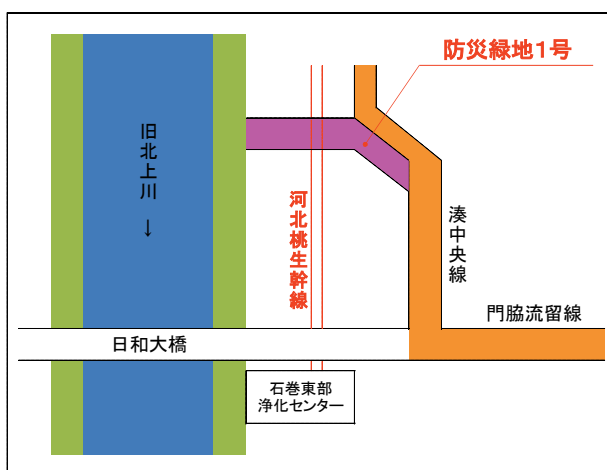 防災緑地1号
旧北上川
↓
河北桃生幹線
湊中央線
門脇流留線
日和大橋
石巻東部
浄化センター